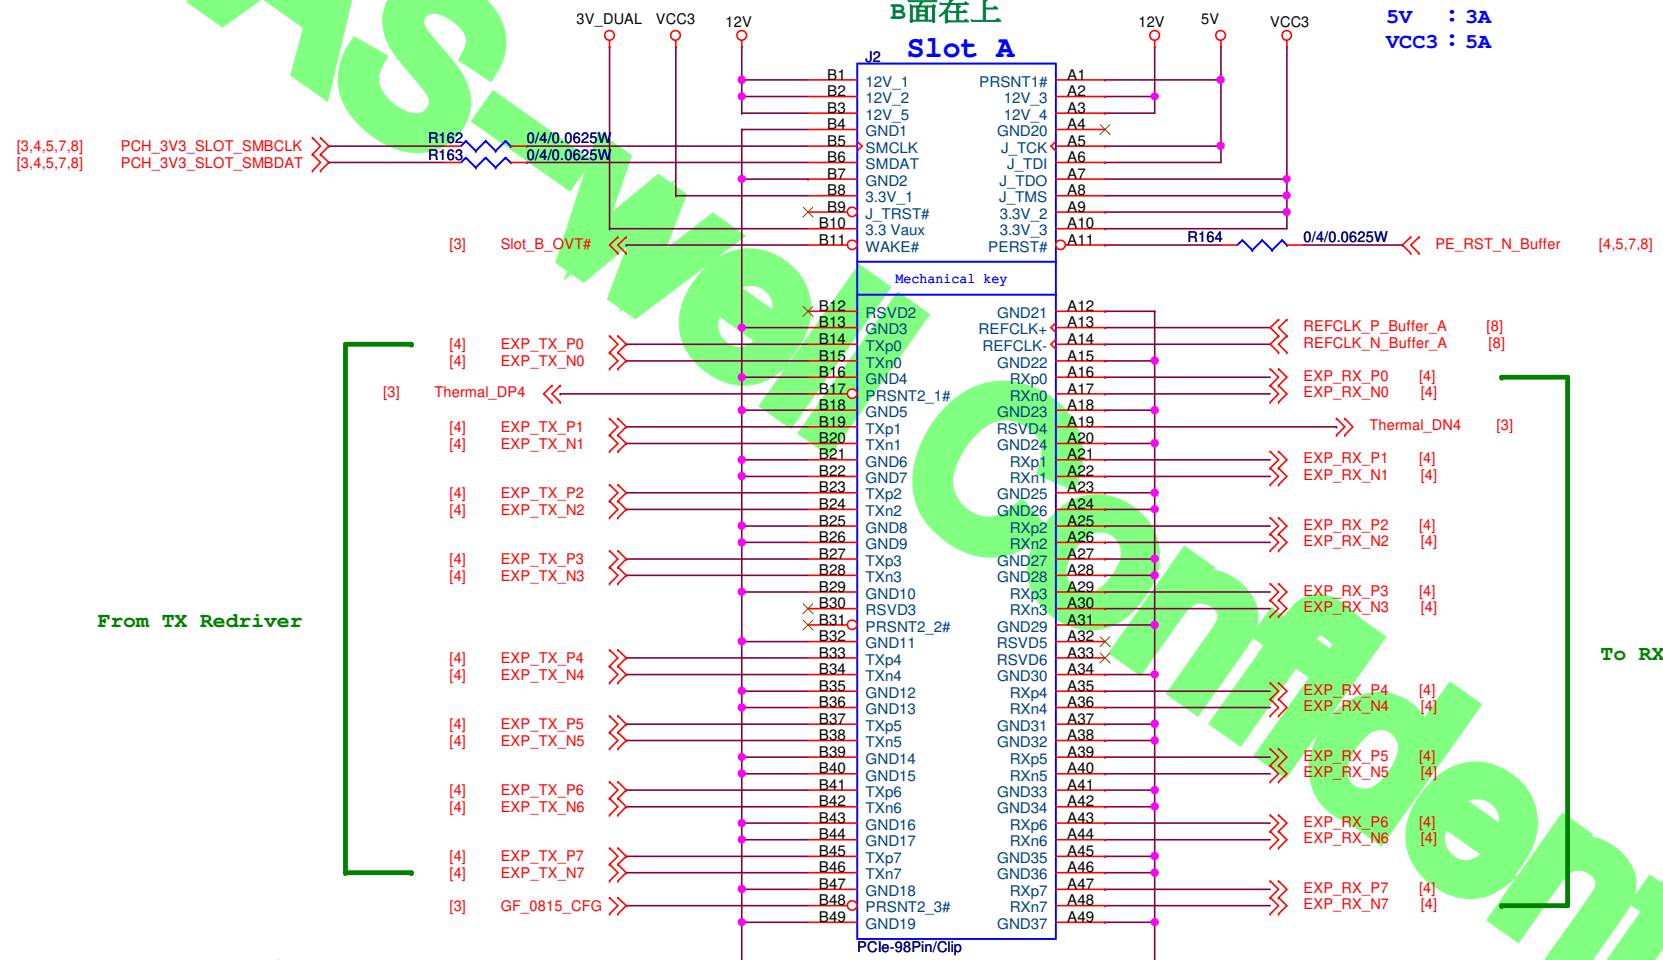 B面在上
3V_DUAL VCC3 12V 12V 5V VCC3
5V : 3A
VCC3 : 5A
Slot A
J2
B1 12V_1 PRSNT1# A1
B2 12V_2 12V_3 A2
B3 12V_5 12V_4 A3
B4 GND1 GND20 A4
[3,4,5,7,8] PCH_3V3_SLOT_SMBCLK R162 0/4/0.0625W B5 SMCLK J_TCK A5
[3,4,5,7,8] PCH_3V3_SLOT_SMBDAT R163 0/4/0.0625W B6 SMDAT J_TDI A6
B7 GND2 J_TDO A7
B8 3.3V_1 J_TMS A8
B9 J_TRST# 3.3V_2 A9
B10 3.3 Vaux 3.3V_3 A10
[3] Slot_B_OVT# B11 WAKE# PERST# A11 R164 0/4/0.0625W PE_RST_N_Buffer [4,5,7,8]
Mechanical key
B12 RSVD2 GND21 A12
B13 GND3 REFCLK+ A13 REFCLK_P_Buffer_A [8]
[4] EXP_TX_P0 B14 TXp0 REFCLK- A14 REFCLK_N_Buffer_A [8]
[4] EXP_TX_N0 B15 TXn0 GND22 A15
B16 GND4 RXp0 A16 EXP_RX_P0 [4]
[3] Thermal_DP4 B17 PRSNT2_1# RXn0 A17 EXP_RX_N0 [4]
B18 GND5 GND23 A18
[4] EXP_TX_P1 B19 TXp1 RSVD4 A19 Thermal_DN4 [3]
[4] EXP_TX_N1 B20 TXn1 GND24 A20
B21 GND6 RXp1 A21 EXP_RX_P1 [4]
B22 GND7 RXn1 A22 EXP_RX_N1 [4]
[4] EXP_TX_P2 B23 TXp2 GND25 A23
[4] EXP_TX_N2 B24 TXn2 GND26 A24
B25 GND8 RXp2 A25 EXP_RX_P2 [4]
B26 GND9 RXn2 A26 EXP_RX_N2 [4]
[4] EXP_TX_P3 B27 TXp3 GND27 A27
[4] EXP_TX_N3 B28 TXn3 GND28 A28
B29 GND10 RXp3 A29 EXP_RX_P3 [4]
B30 RSVD3 RXn3 A30 EXP_RX_N3 [4]
From TX Redriver B31 PRSNT2_2# GND29 A31
B32 GND11 RSVD5 A32
[4] EXP_TX_P4 B33 TXp4 RSVD6 A33 To RX
[4] EXP_TX_N4 B34 TXn4 GND30 A34
B35 GND12 RXp4 A35 EXP_RX_P4 [4]
B36 GND13 RXn4 A36 EXP_RX_N4 [4]
[4] EXP_TX_P5 B37 TXp5 GND31 A37
[4] EXP_TX_N5 B38 TXn5 GND32 A38
B39 GND14 RXp5 A39 EXP_RX_P5 [4]
B40 GND15 RXn5 A40 EXP_RX_N5 [4]
[4] EXP_TX_P6 B41 TXp6 GND33 A41
[4] EXP_TX_N6 B42 TXn6 GND34 A42
B43 GND16 RXp6 A43 EXP_RX_P6 [4]
B44 GND17 RXn6 A44 EXP_RX_N6 [4]
[4] EXP_TX_P7 B45 TXp7 GND35 A45
[4] EXP_TX_N7 B46 TXn7 GND36 A46
B47 GND18 RXp7 A47 EXP_RX_P7 [4]
[3] GF_0815_CFG B48 PRSNT2_3# RXn7 A48 EXP_RX_N7 [4]
B49 GND19 GND37 A49
PCIe-98Pin/Clip
AS-well Confident